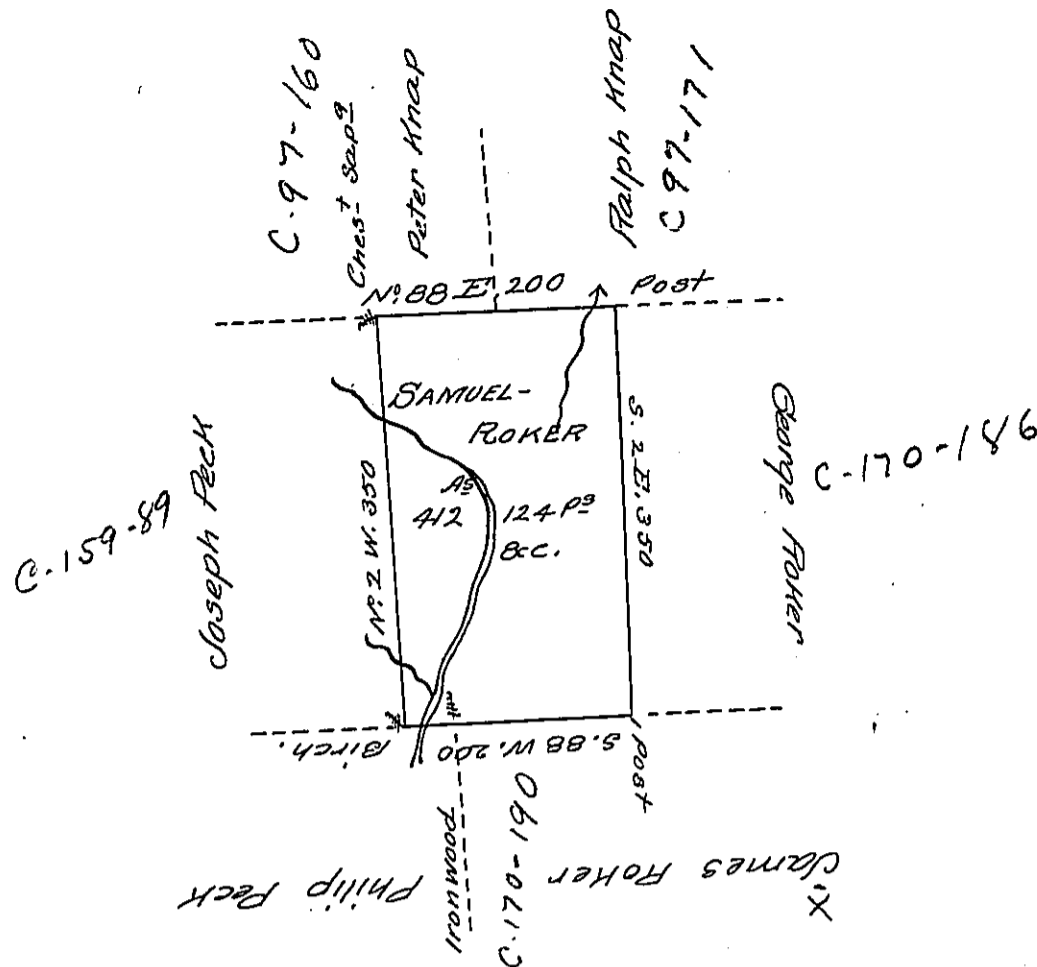 C-97-160
Ches.t Sap.g
Peter Knap
Ralph Knap
C97-171
No. 88 E. 200
Post
SAMUEL-
ROKER
As
412
124 Ps
&c.
No. 2 W. 350
S. 2 E. 350
Joseph Peck
C-159-89
George Roker
C-170-186
Birch.
S. 88 W. 200
Post
Ironwood
C-170-190
Philip Peck
James Roker
X